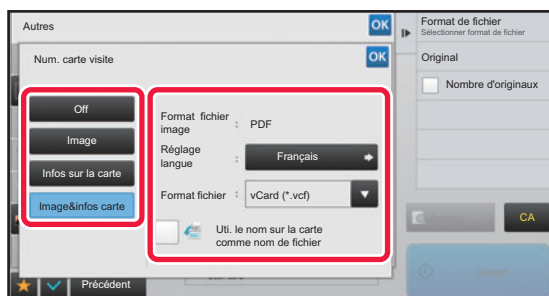 Autres
OK
Num. carte visite
OK
Off
Image
Infos sur la carte
Image&infos carte
Format fichier
image
: PDF
Réglage
langue
: Français
Format fichier : vCard (*.vcf)
Uti. le nom sur la carte
comme nom de fichier
Précédent
Format de fichier
Sélectionner format de fichier
Original
Nombre d'originaux
CA
Départ